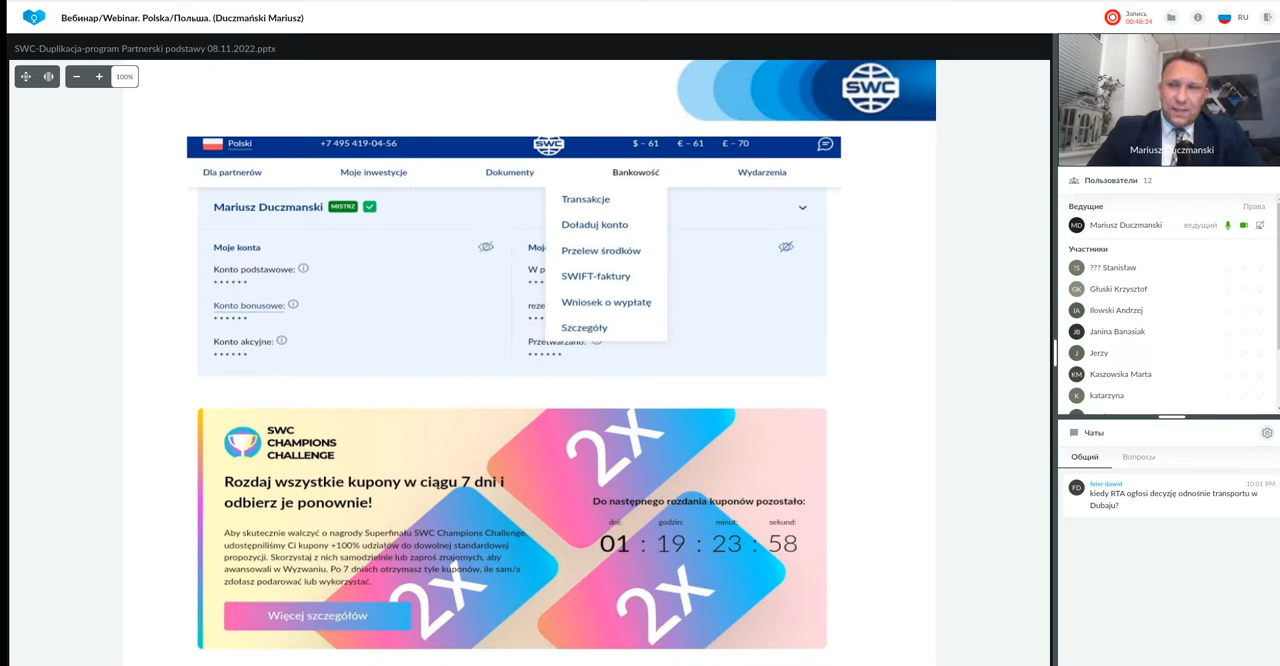 Вебинар/Webinar. Polska/Польша. (Duczmański Mariusz)
Запись
00:48:34
RU
SWC-Duplikacja-program Partnerski podstawy 08.11.2022.pptx
100%
SWC
Polski
+7 495 419-04-56
SWC
$ – 61
€ – 61
£ – 70
Dla partnerów
Moje inwestycje
Dokumenty
Bankowość
Wydarzenia
Mariusz Duczmanski
MISTRZ
Transakcje
Doładuj konto
Przelew środków
SWIFT-faktury
Wniosek o wypłatę
Szczegóły
Moje konta
Konto podstawowe:
Konto bonusowe:
Konto akcyjne:
Moj
W p
reze
Przetwarzano:
SWC
CHAMPIONS
CHALLENGE
Rozdaj wszystkie kupony w ciągu 7 dni i
odbierz je ponownie!
Aby skutecznie walczyć o nagrody Superfinału SWC Champions Challenge,
udostępniliśmy Ci kupony +100% udziałów do dowolnej standardowej
propozycji. Skorzystaj z nich samodzielnie lub zaproś znajomych, aby
awansowali w Wyzwaniu. Po 7 dniach otrzymasz tyle kuponów, ile sam/a
zdołasz podarować lub wykorzystać.
Więcej szczegółów
2x
2x
2x
Do następnego rozdania kuponów pozostało:
dni:
godzin:
minut:
sekund:
01 : 19 : 23 : 58
Mariusz Duczmanski
Пользователи 12
Ведущие
Права
MD
Mariusz Duczmanski
ведущий
Участники
?S
??? Stanisław
GK
Głuski Krzysztof
IA
Ilowski Andrzej
JB
Janina Banasiak
J
Jerzy
KM
Kaszowska Marta
K
katarzyna
Чаты
Общий
Вопросы
FD
feier dawid
10:01 PM
kiedy RTA ogłosi decyzję odnośnie transportu w
Dubaju?